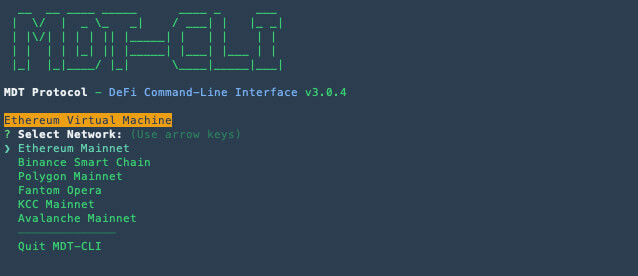 MDT-CLI
MDT Protocol - DeFi Command-Line Interface v3.0.4
Ethereum Virtual Machine
? Select Network: (Use arrow keys)
❯ Ethereum Mainnet
Binance Smart Chain
Polygon Mainnet
Fantom Opera
KCC Mainnet
Avalanche Mainnet
Quit MDT-CLI